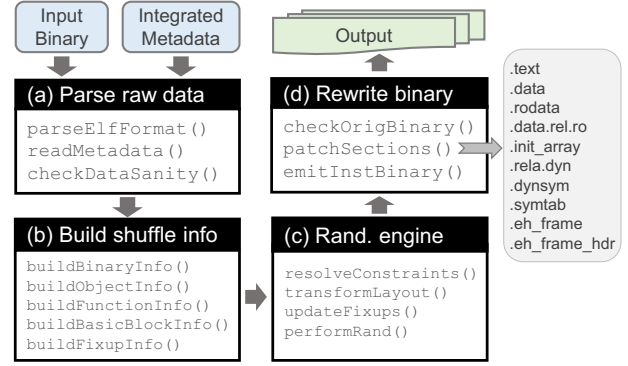 Input
Binary
Integrated
Metadata
Output
(a) Parse raw data
parseElfFormat()
readMetadata()
checkDataSanity()
(b) Build shuffle info
buildBinaryInfo()
buildObjectInfo()
buildFunctionInfo()
buildBasicBlockInfo()
buildFixupInfo()
(c) Rand. engine
resolveConstraints()
transformLayout()
updateFixups()
performRand()
(d) Rewrite binary
checkOrigBinary()
patchSections()
emitInstBinary()
.text
.data
.rodata
.data.rel.ro
.init_array
.rela.dyn
.dynsym
.symtab
.eh_frame
.eh_frame_hdr